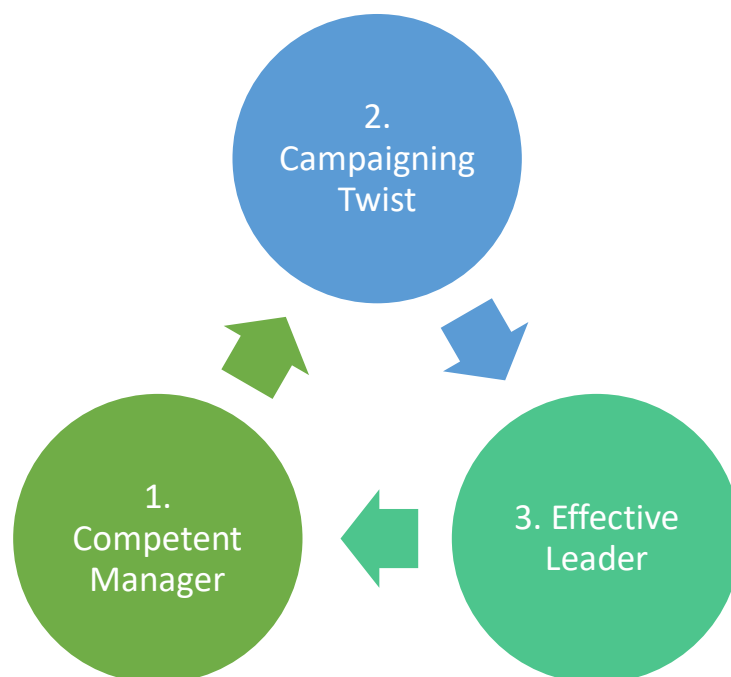 2.
Campaigning
Twist
1.
Competent
Manager
3. Effective
Leader